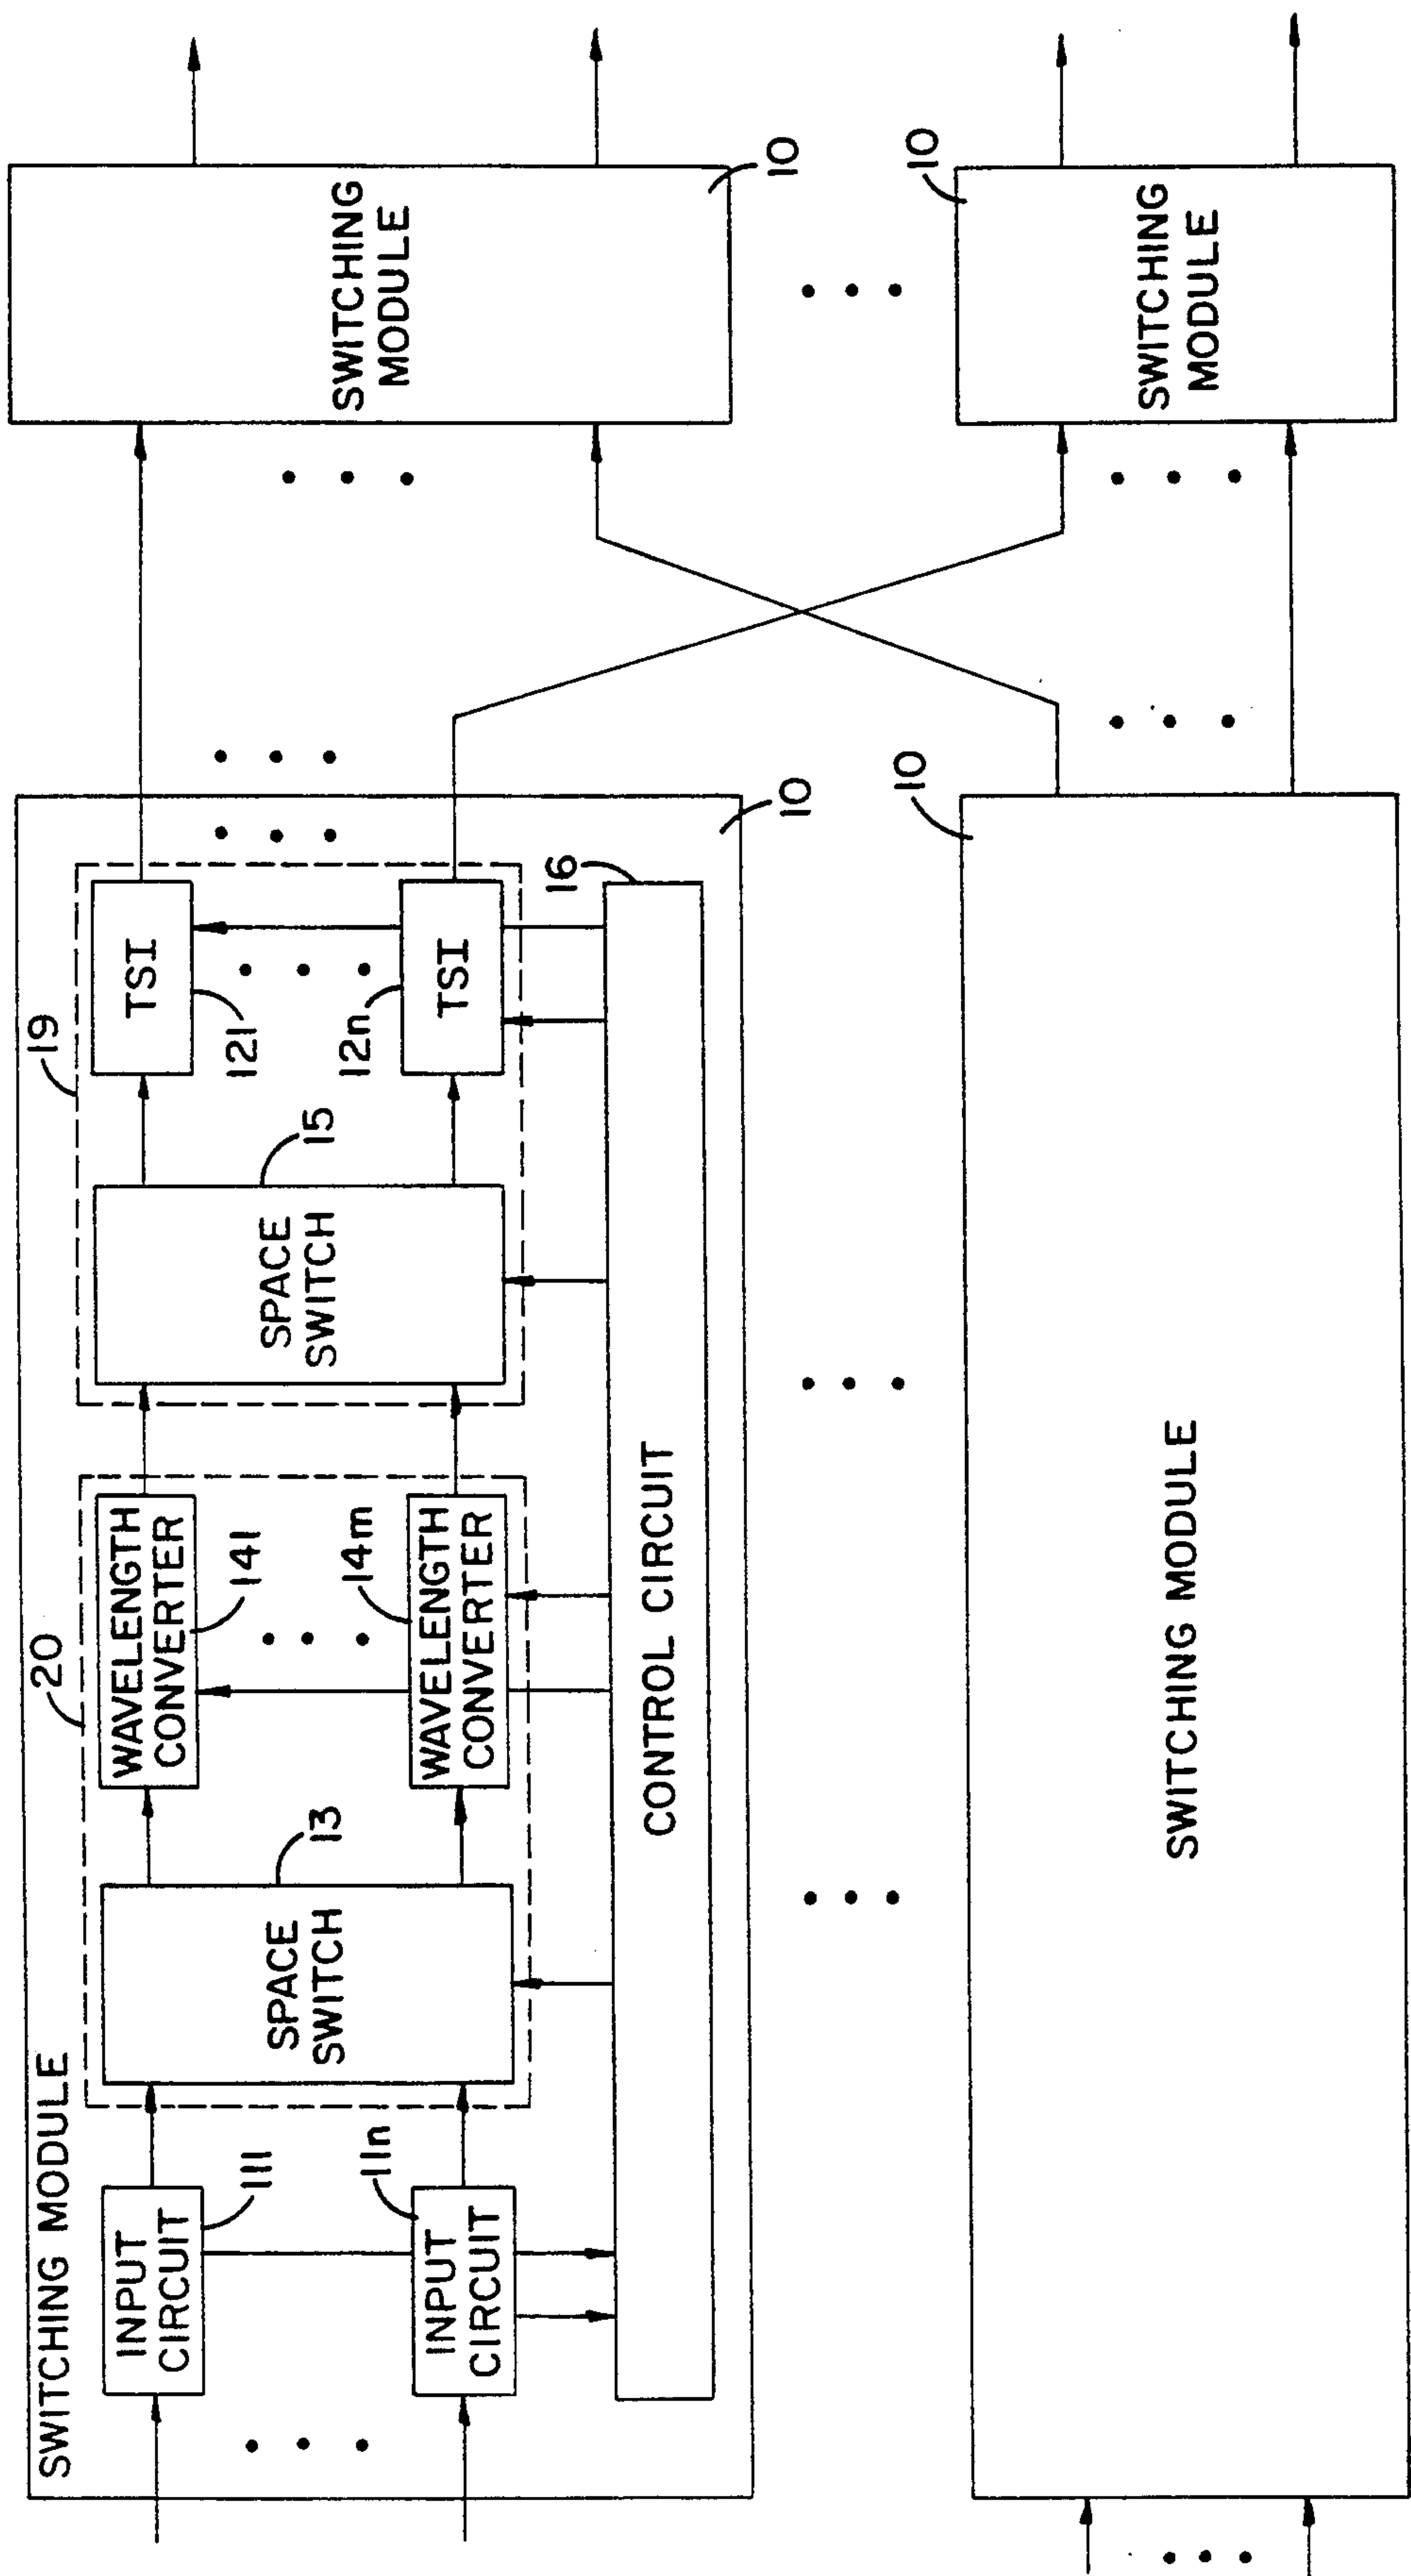 SWITCHING MODULE
INPUT
CIRCUIT
111
INPUT
CIRCUIT
11n
20
SPACE
SWITCH
13
WAVELENGTH
CONVERTER
141
WAVELENGTH
CONVERTER
14m
19
SPACE
SWITCH
15
TSI
121
TSI
12n
CONTROL CIRCUIT
16
10
SWITCHING MODULE
10
SWITCHING
MODULE
10
SWITCHING
MODULE
10